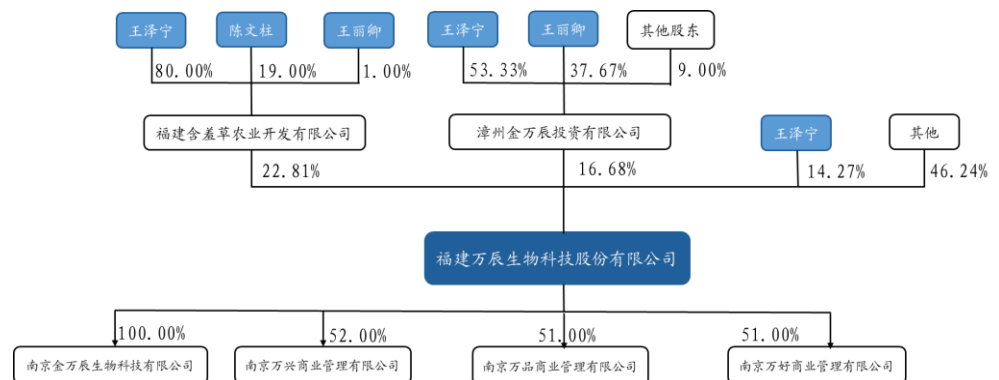 王泽宁 陈文柱 王丽卿 王泽宁 王丽卿 其他股东
80.00% 19.00% 1.00% 53.33% 37.67% 9.00%
福建含羞草农业开发有限公司 漳州金万辰投资有限公司 王泽宁 其他
22.81% 16.68% 14.27% 46.24%
福建万辰生物科技股份有限公司
100.00% 52.00% 51.00% 51.00%
南京金万辰生物科技有限公司 南京万兴商业管理有限公司 南京万品商业管理有限公司 南京万好商业管理有限公司